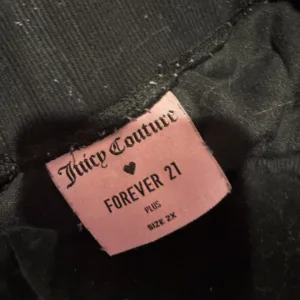 Juicy Couture
FOREVER 21
PLUS
SIZE 2X